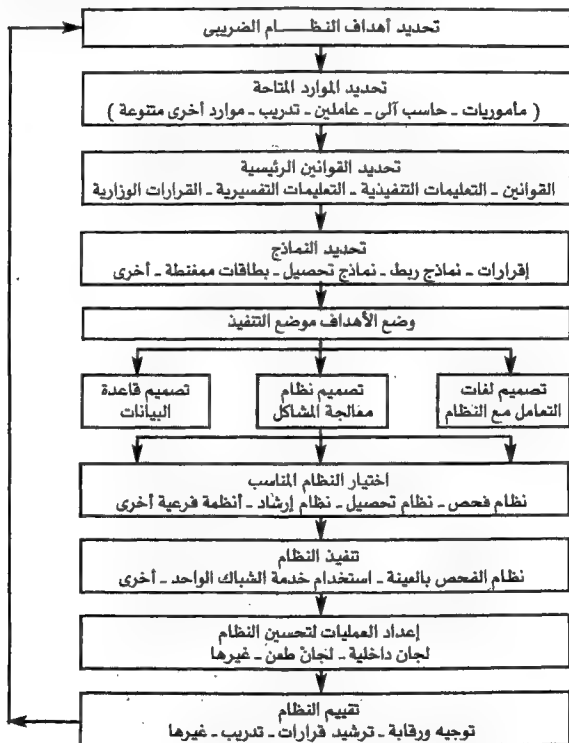 تحديد أهداف النظـــــام الضريبى
تحديد الموارد المتاحة
( مأموريات ـ حاسب آلى ـ عاملين ـ تدريب ـ موارد أخرى متنوعة )
تحديد القوانين الرئيسية
القوانين ـ التعليمات التنفيذية ـ التعليمات التفسيرية ـ القرارات الوزارية
تحديد النماذج
إقرارات ـ نماذج ربط ـ نماذج تحصيل ـ بطاقات ممغنطة ـ أخرى
وضع الأهداف موضع التنفيذ
تصميم لغات
التعامل مع النظام
تصميم نظام
معالجة المشاكل
تصميم قاعدة
البيانات
اختيار النظام المناسب
نظام فحص ـ نظام تحصيل ـ نظام إرشاد ـ أنظمة فرعية أخرى
تنفيذ النظام
نظام الفحص بالعينة ـ استخدام خدمة الشباك الواحد ـ أخرى
إعداد العمليات لتحسين النظام
لجان داخلية ـ لجان طعن ـ غيرها
تقييم النظام
توجيه ورقابة ـ ترشيد قرارات ـ تدريب ـ غيرها